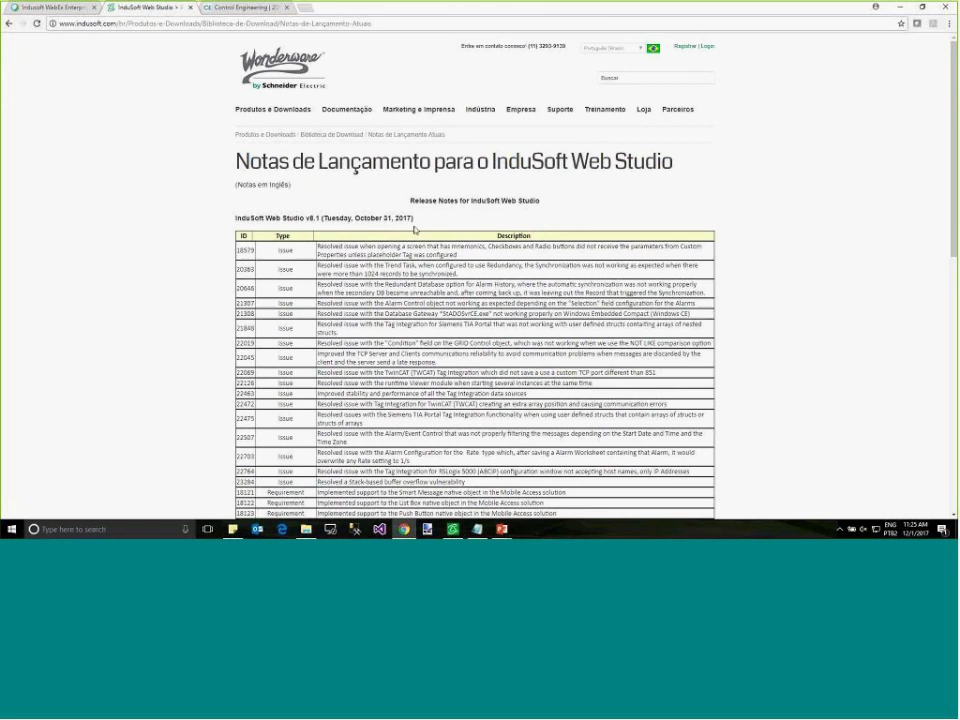 Indusoft WebEx Enterpri
InduSoft Web Studio >
Control Engineering | 20
www.indusoft.com/br/Produtos-e-Downloads/Biblioteca-de-Download/Notas-de-Lançamento-Atuais
Entre em contato conosco! (11) 3293-9139
Português (Brasil)
Registrar | Login
Wonderware
by Schneider Electric
Buscar
Produtos e Downloads Documentação Marketing e Imprensa Indústria Empresa Suporte Treinamento Loja Parceiros
Produtos e Downloads / Biblioteca de Download / Notas de Lançamento Atuais
Notas de Lançamento para o InduSoft Web Studio
(Notas em Inglês)
Release Notes for InduSoft Web Studio
InduSoft Web Studio v8.1 (Tuesday, October 31, 2017)
ID Type Description
18579 Issue Resolved issue when opening a screen that has mnemonics, Checkboxes and Radio buttons did not receive the parameters from Custom
Properties unless placeholder Tag was configured
20383 Issue Resolved issue with the Trend Task, when configured to use Redundancy, the Synchronization was not working as expected when there
were more than 1024 records to be synchronized.
20646 Issue Resolved issue with the Redundant Database option for Alarm History, where the automatic synchronization was not working properly
when the secondary DB became unreachable and, after coming back up, it was leaving out the Record that triggered the Synchronization.
21307 Issue Resolved issue with the Alarm Control object not working as expected depending on the "Selection" field configuration for the Alarms
21308 Issue Resolved issue with the Database Gateway "StADOSvrCE.exe" not working properly on Windows Embedded Compact (Windows CE)
21848 Issue Resolved issue with the Tag Integration for Siemens TIA Portal that was not working with user defined structs containing arrays of nested
structs.
22019 Issue Resolved issue with the "Condition" field on the GRID Control object, which was not working when we use the NOT LIKE comparison option
22045 Issue Improved the TCP Server and Clients communications reliability to avoid communication problems when messages are discarded by the
client and the server send a late response.
22089 Issue Resolved issue with the TwinCAT (TWCAT) Tag Integration which did not save a use a custom TCP port different than 851
22126 Issue Resolved issue with the runtime Viewer module when starting several instances at the same time
22463 Issue Improved stability and performance of all the Tag Integration data sources
22472 Issue Resolved issue with Tag Integration for TwinCAT (TWCAT) creating an extra array position and causing communication errors
22475 Issue Resolved issues with the Siemens TIA Portal Tag Integration functionality when using user defined structs that contain arrays of structs or
structs of arrays
22507 Issue Resolved issue with the Alarm/Event Control that was not properly filtering the messages depending on the Start Date and Time and the
Time Zone
22703 Issue Resolved issue with the Alarm Configuration for the Rate type which, after saving a Alarm Worksheet containing that Alarm, it would
overwrite any Rate setting to 1/s
22764 Issue Resolved issue with the Tag Integration for RSLogix 5000 (ABCIP) configuration window not accepting host names, only IP Addresses
23284 Issue Resolved a Stack-based buffer overflow vulnerability
18121 Requirement Implemented support to the Smart Message native object in the Mobile Access solution
18122 Requirement Implemented support to the List Box native object in the Mobile Access solution
18123 Requirement Implemented support to the Push Button native object in the Mobile Access solution
Type here to search
ENG 11:25 AM
PTB2 12/1/2017